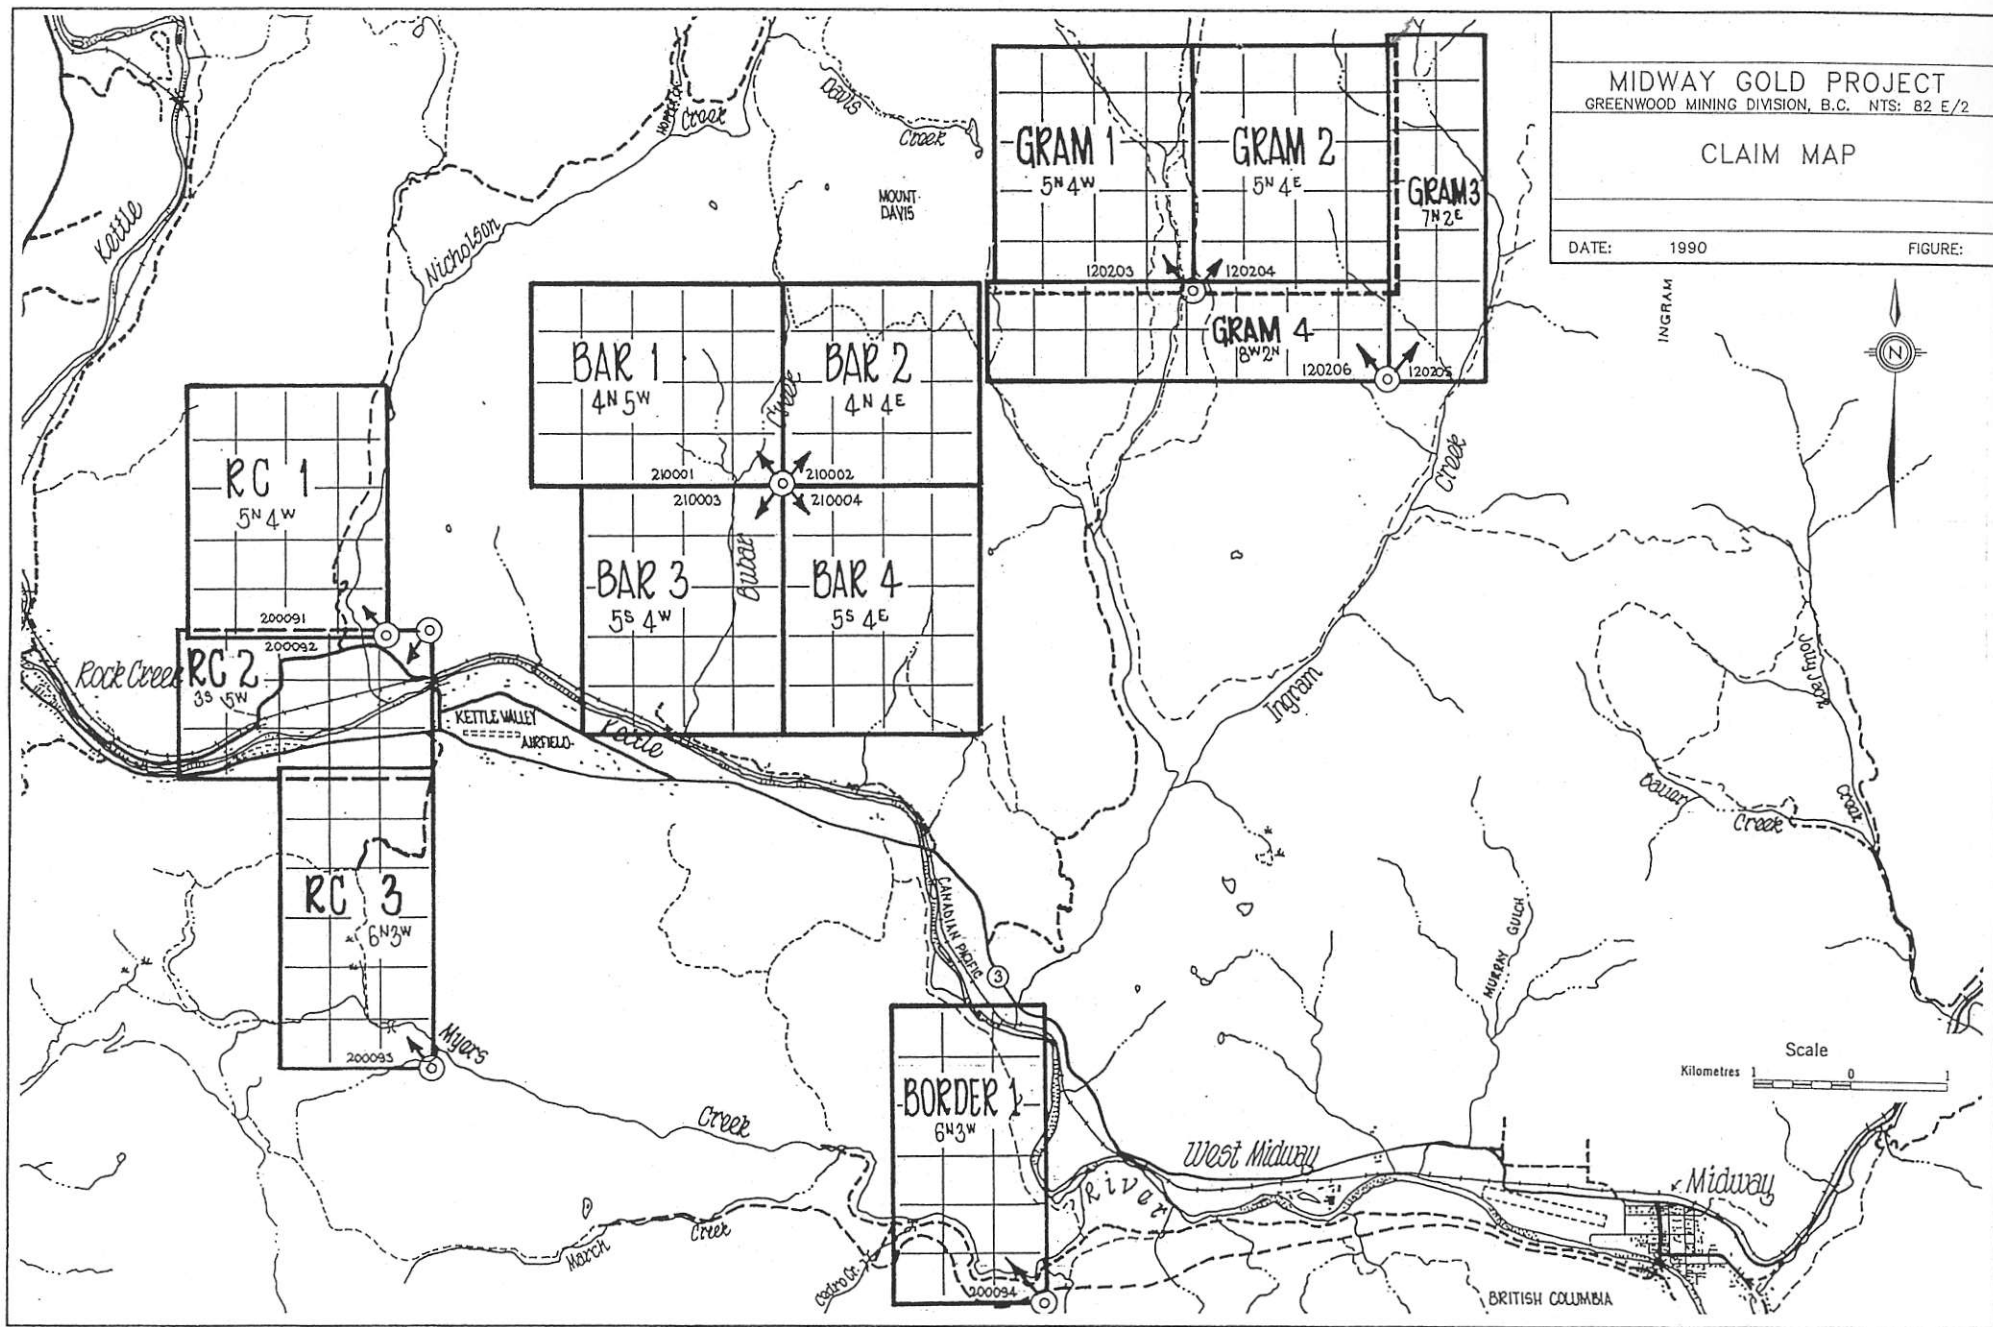 MIDWAY GOLD PROJECT
GREENWOOD MINING DIVISION, B.C. NTS: 82 E/2
CLAIM MAP
DATE: 1990 FIGURE:
Kettle
Nicholson
Creek
Davis
Creek
MOUNT
DAVIS
GRAM 1
5N 4W
GRAM 2
5N 4E
GRAM 3
7N 2E
120203
120204
GRAM 4
8W 2N
120206
120205
INGRAM
N
BAR 1
4N 5W
BAR 2
4N 4E
Creek
210001
210002
210003
210004
BAR 3
5S 4W
Bubar
BAR 4
5S 4E
RC 1
5N 4W
200091
200092
Rock Creek
RC 2
3S 5W
KETTLE VALLEY
AIRFIELD
Kettle
Creek
Ingram
Jolly Jack
Creek
Bauer
Creek
RC 3
6N 3W
200093
Myers
Creek
CANADIAN PACIFIC
3
MURRAY GULCH
BORDER 1
6N 3W
200094
Scale
Kilometres 1 0 1
West Midway
River
Midway
March
Creek
BRITISH COLUMBIA